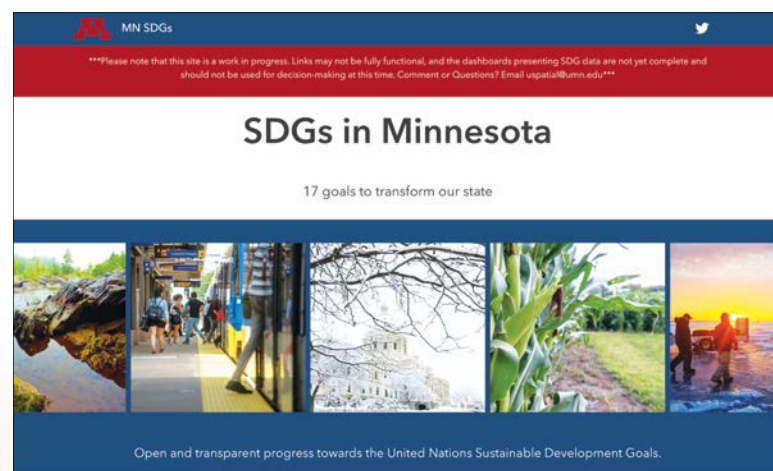 MN SDGs
***Please note that this site is a work in progress. Links may not be fully functional, and the dashboards presenting SDG data are not yet complete and
should not be used for decision-making at this time. Comment or Questions? Email uspatial@umn.edu***
SDGs in Minnesota
17 goals to transform our state
Open and transparent progress towards the United Nations Sustainable Development Goals.